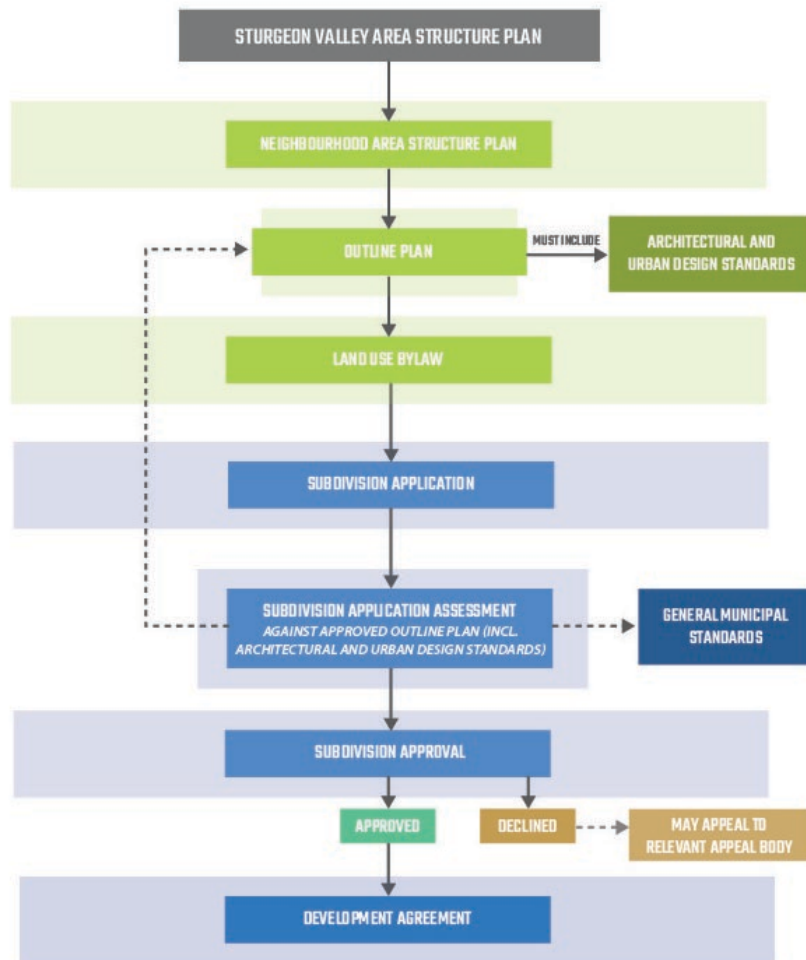 STURGEON VALLEY AREA STRUCTURE PLAN
NEIGHBOURHOOD AREA STRUCTURE PLAN
OUTLINE PLAN
MUST INCLUDE
ARCHITECTURAL AND
URBAN DESIGN STANDARDS
LAND USE BYLAW
SUBDIVISION APPLICATION
SUBDIVISION APPLICATION ASSESSMENT
AGAINST APPROVED OUTLINE PLAN (INCL.
ARCHITECTURAL AND URBAN DESIGN STANDARDS)
GENERAL MUNICIPAL
STANDARDS
SUBDIVISION APPROVAL
APPROVED
DECLINED
MAY APPEAL TO
RELEVANT APPEAL BODY
DEVELOPMENT AGREEMENT